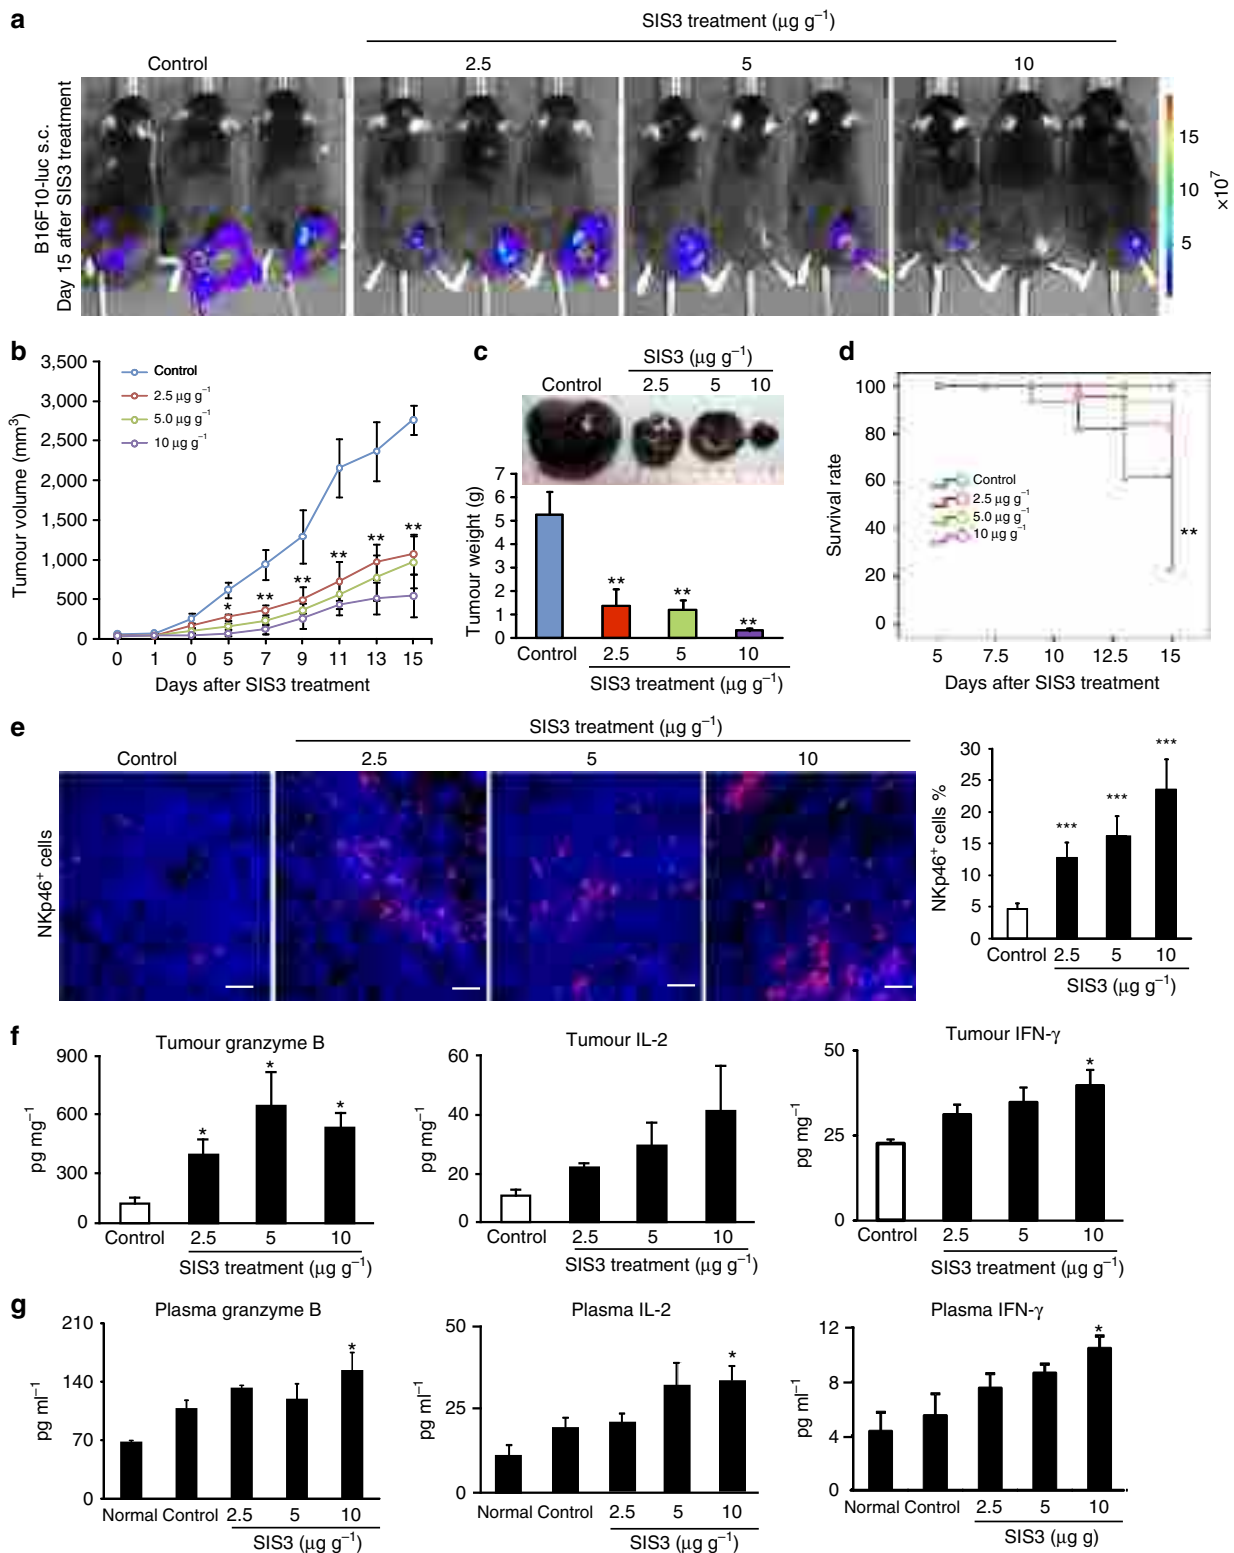 a
SIS3 treatment (μg g⁻¹)
Control 2.5 5 10
B16F10-luc s.c.
Day 15 after SIS3 treatment
15
10
5
×10⁷
b
3,500
3,000
2,500
2,000
1,500
1,000
500
0
Tumour volume (mm³)
Control
2.5 μg g⁻¹
5.0 μg g⁻¹
10 μg g⁻¹
* ** ** ** ** **
0 1 0 5 7 9 11 13 15
Days after SIS3 treatment
c
SIS3 (μg g⁻¹)
Control 2.5 5 10
7
6
5
4
3
2
1
0
Tumour weight (g)
** ** **
Control 2.5 5 10
SIS3 treatment (μg g⁻¹)
d
100
80
60
40
20
0
Survival rate
Control
2.5 μg g⁻¹
5.0 μg g⁻¹
10 μg g⁻¹
**
5 7.5 10 12.5 15
Days after SIS3 treatment
e
SIS3 treatment (μg g⁻¹)
Control 2.5 5 10
NKp46⁺ cells
30
25
20
15
10
5
0
NKp46⁺ cells %
*** *** ***
Control 2.5 5 10
SIS3 (μg g⁻¹)
f
Tumour granzyme B
900
600
300
0
pg mg⁻¹
* * *
Control 2.5 5 10
SIS3 treatment (μg g⁻¹)
Tumour IL-2
60
40
20
0
pg mg⁻¹
Control 2.5 5 10
SIS3 treatment (μg g⁻¹)
Tumour IFN-γ
50
25
0
pg mg⁻¹
*
Control 2.5 5 10
SIS3 treatment (μg g⁻¹)
g
Plasma granzyme B
210
140
70
0
pg ml⁻¹
*
Normal Control 2.5 5 10
SIS3 (μg g⁻¹)
Plasma IL-2
50
25
0
pg ml⁻¹
*
Normal Control 2.5 5 10
SIS3 (μg g⁻¹)
Plasma IFN-γ
12
8
4
0
pg ml⁻¹
*
Normal Control 2.5 5 10
SIS3 (μg g)